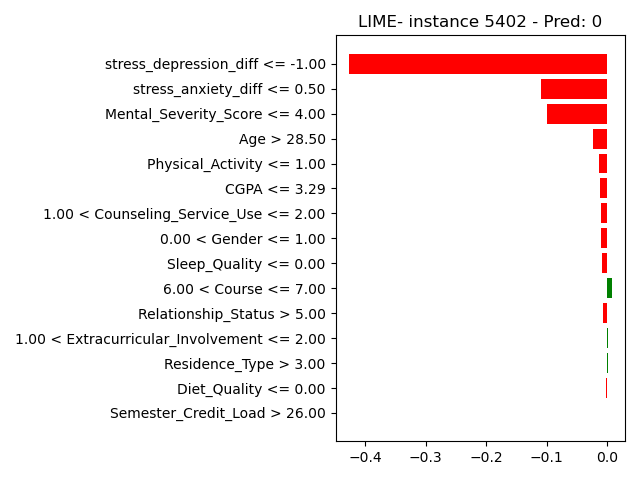 LIME- instance 5402 - Pred: 0
stress_depression_diff <= -1.00
stress_anxiety_diff <= 0.50
Mental_Severity_Score <= 4.00
Age > 28.50
Physical_Activity <= 1.00
CGPA <= 3.29
1.00 < Counseling_Service_Use <= 2.00
0.00 < Gender <= 1.00
Sleep_Quality <= 0.00
6.00 < Course <= 7.00
Relationship_Status > 5.00
1.00 < Extracurricular_Involvement <= 2.00
Residence_Type > 3.00
Diet_Quality <= 0.00
Semester_Credit_Load > 26.00
−0.4 −0.3 −0.2 −0.1 0.0